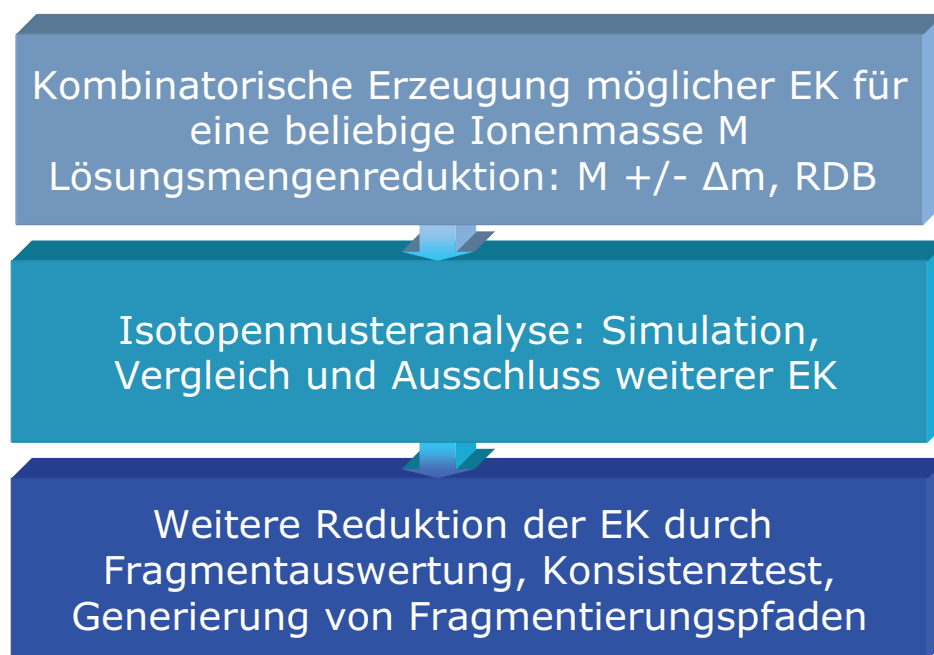 Kombinatorische Erzeugung möglicher EK für
eine beliebige Ionenmasse M
Lösungsmengenreduktion: M +/- Δm, RDB
Isotopenmusteranalyse: Simulation,
Vergleich und Ausschluss weiterer EK
Weitere Reduktion der EK durch
Fragmentauswertung, Konsistenztest,
Generierung von Fragmentierungspfaden